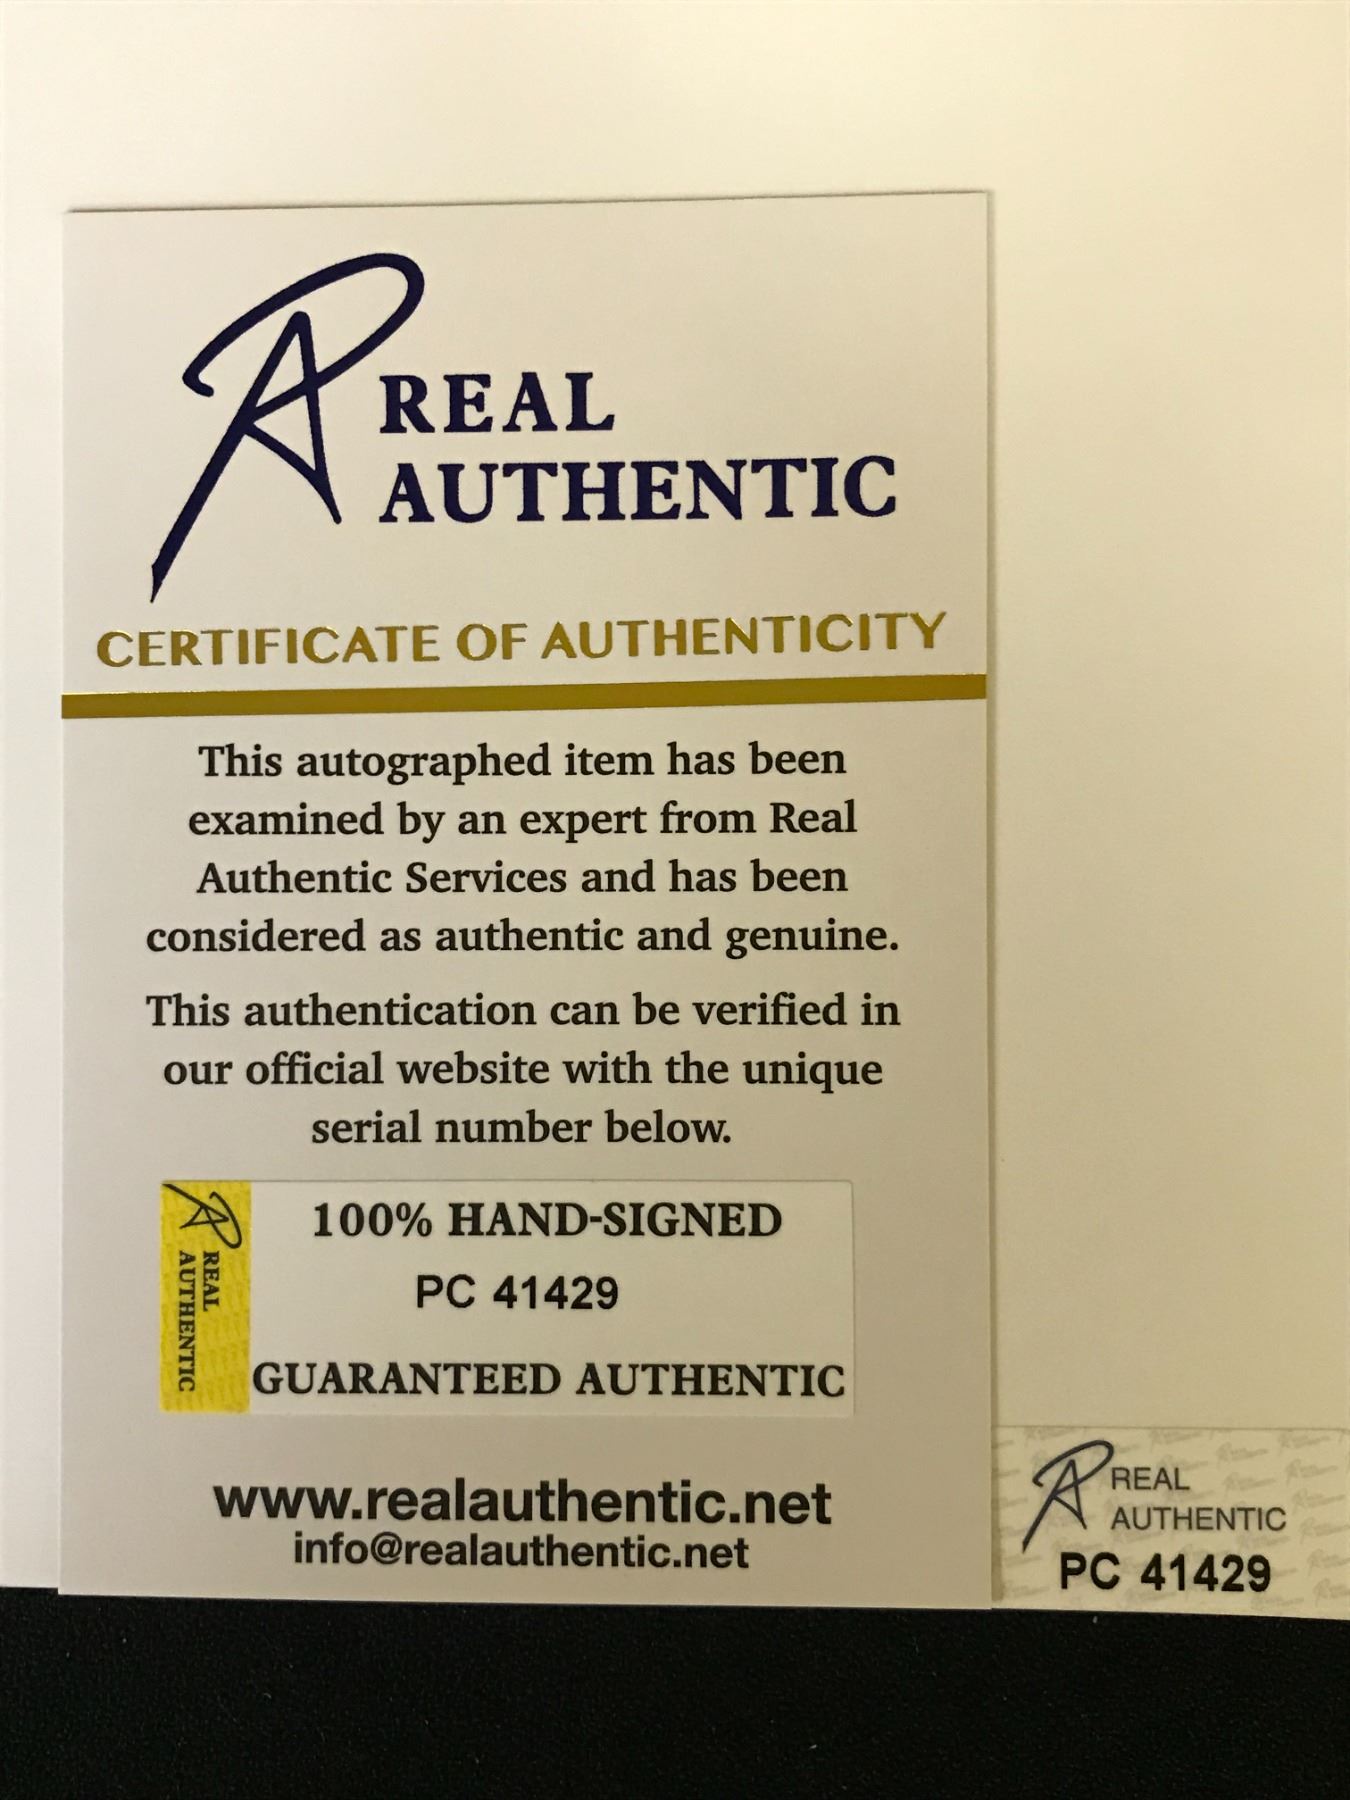 REAL
AUTHENTIC
CERTIFICATE OF AUTHENTICITY
This autographed item has been
examined by an expert from Real
Authentic Services and has been
considered as authentic and genuine.
This authentication can be verified in
our official website with the unique
serial number below.
REAL
AUTHENTIC
100% HAND-SIGNED
PC 41429
GUARANTEED AUTHENTIC
www.realauthentic.net
info@realauthentic.net
REAL
AUTHENTIC
PC 41429